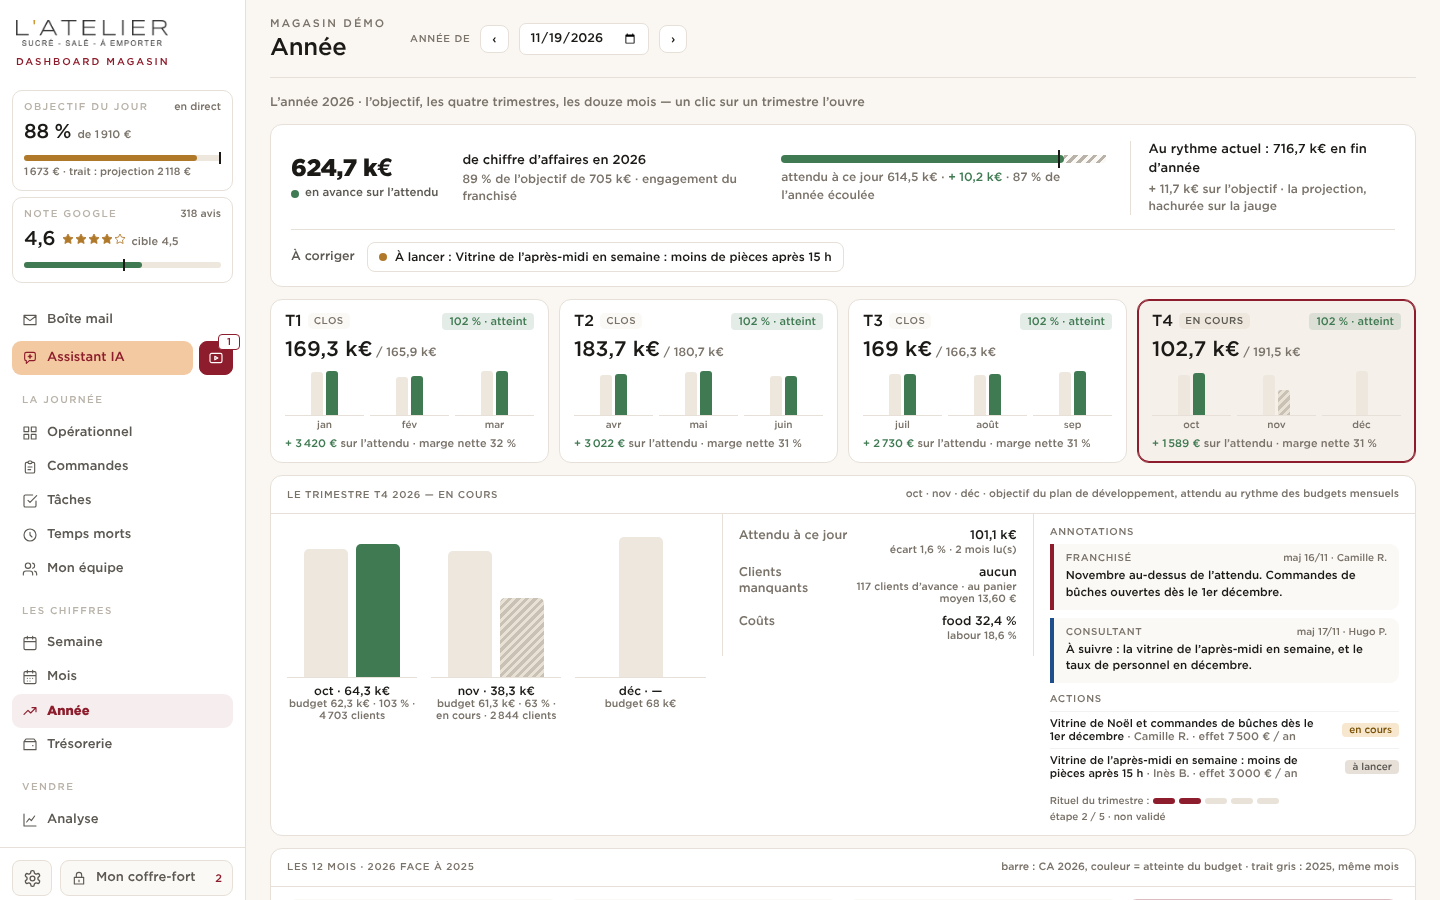 L'ATELIER
SUCRÉ - SALÉ - À EMPORTER
DASHBOARD MAGASIN
OBJECTIF DU JOUR en direct
88 % de 1 910 €
1 673 € · trait : projection 2 118 €
NOTE GOOGLE 318 avis
4,6 cible 4,5
Boîte mail
Assistant IA
1
LA JOURNÉE
Opérationnel
Commandes
Tâches
Temps morts
Mon équipe
LES CHIFFRES
Semaine
Mois
Année
Trésorerie
VENDRE
Analyse
Mon coffre-fort 2
MAGASIN DÉMO
Année
ANNÉE DE ‹ 11/19/2026 ›
L'année 2026 · l'objectif, les quatre trimestres, les douze mois — un clic sur un trimestre l'ouvre
624,7 k€
en avance sur l'attendu
de chiffre d'affaires en 2026
89 % de l'objectif de 705 k€ · engagement du
franchisé
attendu à ce jour 614,5 k€ · + 10,2 k€ · 87 % de
l'année écoulée
Au rythme actuel : 716,7 k€ en fin
d'année
+ 11,7 k€ sur l'objectif · la projection,
hachurée sur la jauge
À corriger À lancer : Vitrine de l'après-midi en semaine : moins de pièces après 15 h
T1 CLOS 102 % · atteint
169,3 k€ / 165,9 k€
jan fév mar
+ 3 420 € sur l'attendu · marge nette 32 %
T2 CLOS 102 % · atteint
183,7 k€ / 180,7 k€
avr mai juin
+ 3 022 € sur l'attendu · marge nette 31 %
T3 CLOS 102 % · atteint
169 k€ / 166,3 k€
juil août sep
+ 2 730 € sur l'attendu · marge nette 31 %
T4 EN COURS 102 % · atteint
102,7 k€ / 191,5 k€
oct nov déc
+ 1 589 € sur l'attendu · marge nette 31 %
LE TRIMESTRE T4 2026 — EN COURS
oct · nov · déc · objectif du plan de développement, attendu au rythme des budgets mensuels
oct · 64,3 k€
budget 62,3 k€ · 103 % ·
4 703 clients
nov · 38,3 k€
budget 61,3 k€ · 63 % ·
en cours · 2 844 clients
déc · —
budget 68 k€
Attendu à ce jour 101,1 k€
écart 1,6 % · 2 mois lu(s)
Clients manquants aucun
117 clients d'avance · au panier
moyen 13,60 €
Coûts food 32,4 %
labour 18,6 %
ANNOTATIONS
FRANCHISÉ maj 16/11 · Camille R.
Novembre au-dessus de l'attendu. Commandes de
bûches ouvertes dès le 1er décembre.
CONSULTANT maj 17/11 · Hugo P.
À suivre : la vitrine de l'après-midi en semaine, et le
taux de personnel en décembre.
ACTIONS
Vitrine de Noël et commandes de bûches dès le
1er décembre · Camille R. · effet 7 500 € / an
en cours
Vitrine de l'après-midi en semaine : moins de
pièces après 15 h · Inès B. · effet 3 000 € / an
à lancer
Rituel du trimestre :
étape 2 / 5 · non validé
LES 12 MOIS · 2026 FACE À 2025
barre : CA 2026, couleur = atteinte du budget · trait gris : 2025, même mois